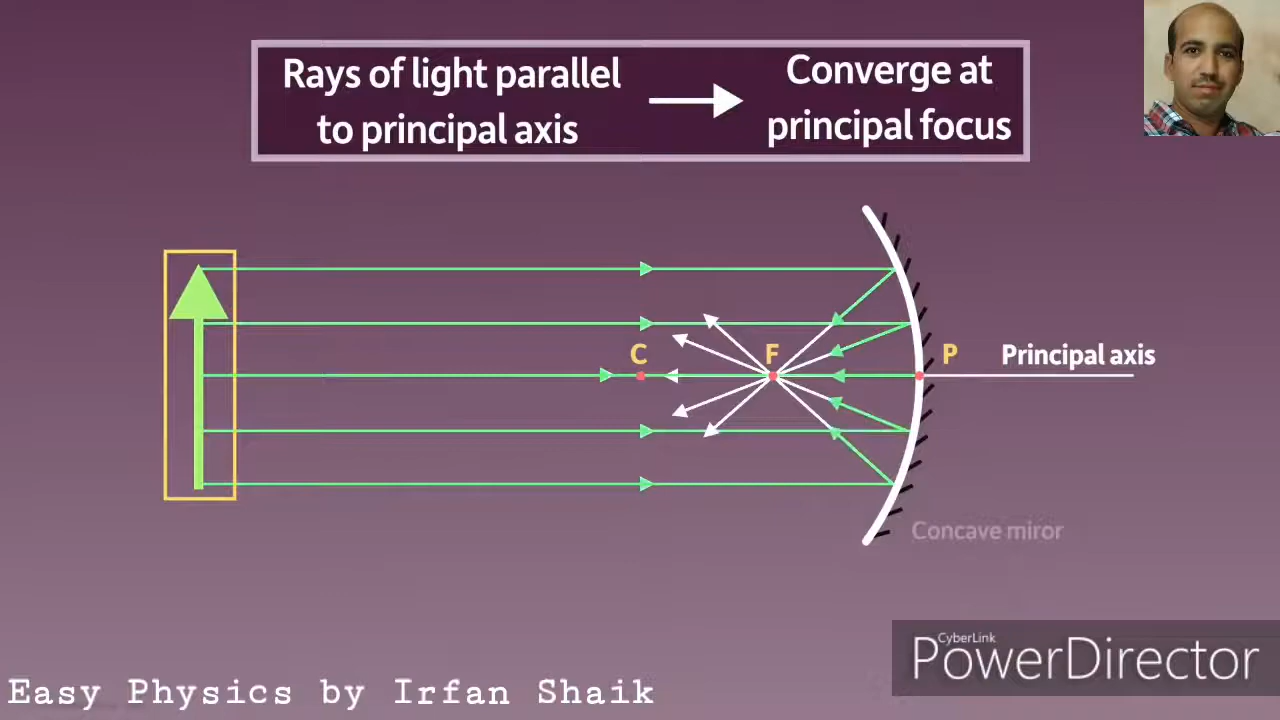 Rays of light parallel
to principal axis
Converge at
principal focus
C
F
P
Principal axis
Concave miror
CyberLink
PowerDirector
Easy Physics by Irfan Shaik